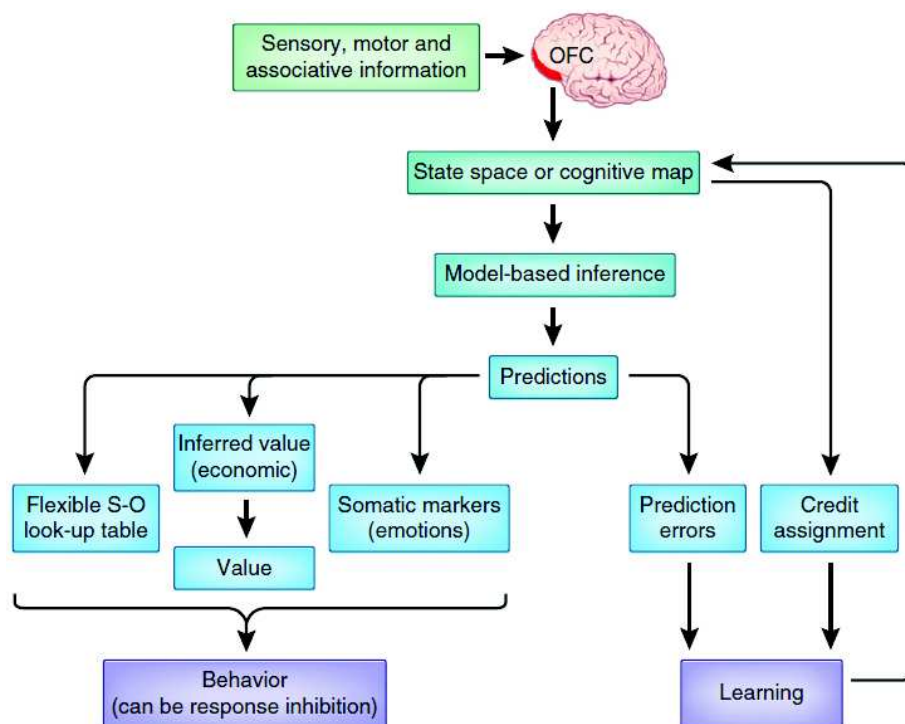 Sensory, motor and
associative information
OFC
State space or cognitive map
Model-based inference
Predictions
Inferred value
(economic)
Flexible S-O
look-up table
Somatic markers
(emotions)
Prediction
errors
Credit
assignment
Value
Behavior
(can be response inhibition)
Learning